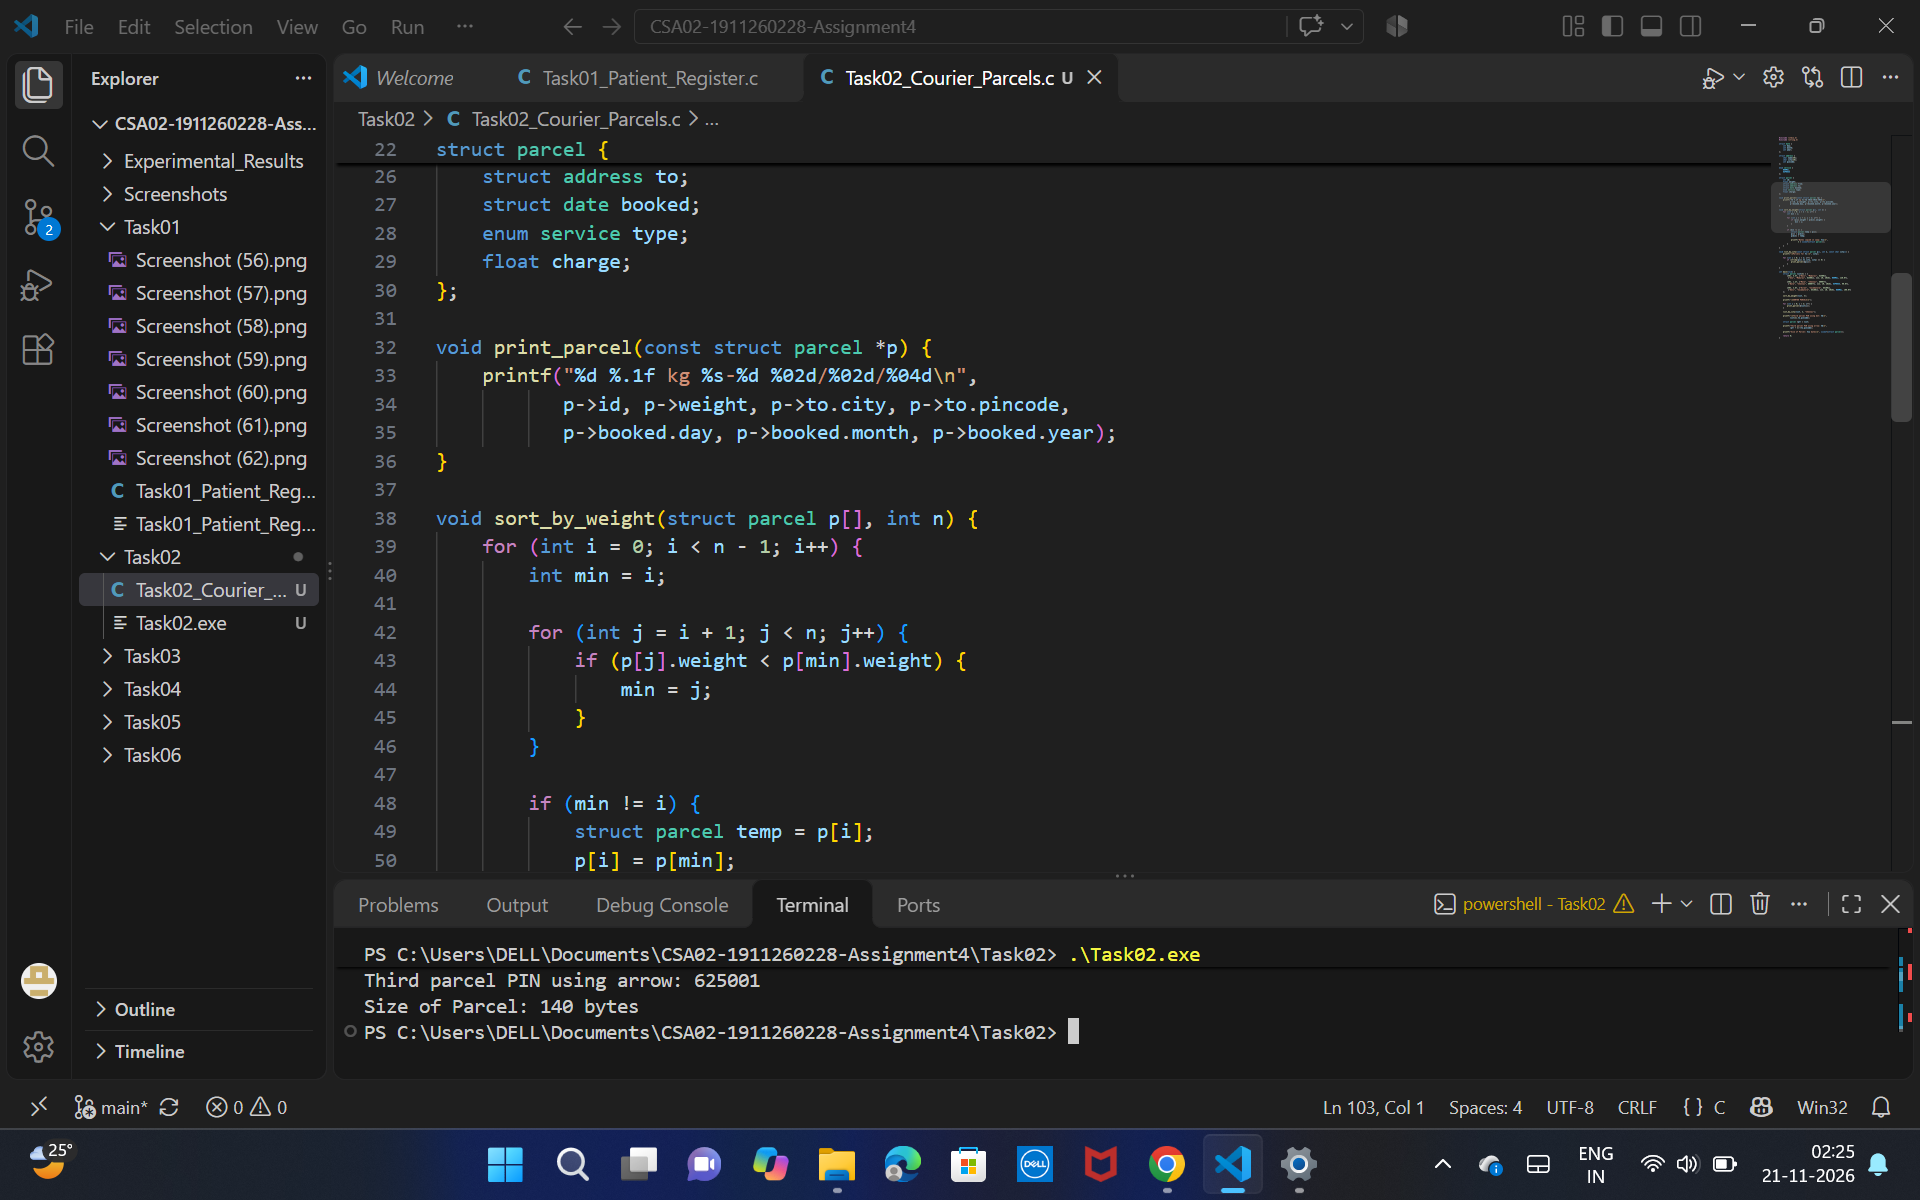 File Edit Selection View Go Run ···
CSA02-1911260228-Assignment4
Explorer
CSA02-1911260228-Ass...
Experimental_Results
Screenshots
Task01
Screenshot (56).png
Screenshot (57).png
Screenshot (58).png
Screenshot (59).png
Screenshot (60).png
Screenshot (61).png
Screenshot (62).png
Task01_Patient_Reg...
Task01_Patient_Reg...
Task02
Task02_Courier_... U
Task02.exe U
Task03
Task04
Task05
Task06
Outline
Timeline
Welcome Task01_Patient_Register.c Task02_Courier_Parcels.c U
Task02 > C Task02_Courier_Parcels.c > ...
22 struct parcel {
26 struct address to;
27 struct date booked;
28 enum service type;
29 float charge;
30 };
31
32 void print_parcel(const struct parcel *p) {
33 printf("%d %.1f kg %s-%d %02d/%02d/%04d\n",
34 p->id, p->weight, p->to.city, p->to.pincode,
35 p->booked.day, p->booked.month, p->booked.year);
36 }
37
38 void sort_by_weight(struct parcel p[], int n) {
39 for (int i = 0; i < n - 1; i++) {
40 int min = i;
41
42 for (int j = i + 1; j < n; j++) {
43 if (p[j].weight < p[min].weight) {
44 min = j;
45 }
46 }
47
48 if (min != i) {
49 struct parcel temp = p[i];
50 p[i] = p[min];
Problems Output Debug Console Terminal Ports
powershell - Task02
PS C:\Users\DELL\Documents\CSA02-1911260228-Assignment4\Task02> .\Task02.exe
Third parcel PIN using arrow: 625001
Size of Parcel: 140 bytes
PS C:\Users\DELL\Documents\CSA02-1911260228-Assignment4\Task02>
main* 0 0
Ln 103, Col 1 Spaces: 4 UTF-8 CRLF { } C Win32
25°
DELL
ENG
IN
02:25
21-11-2026